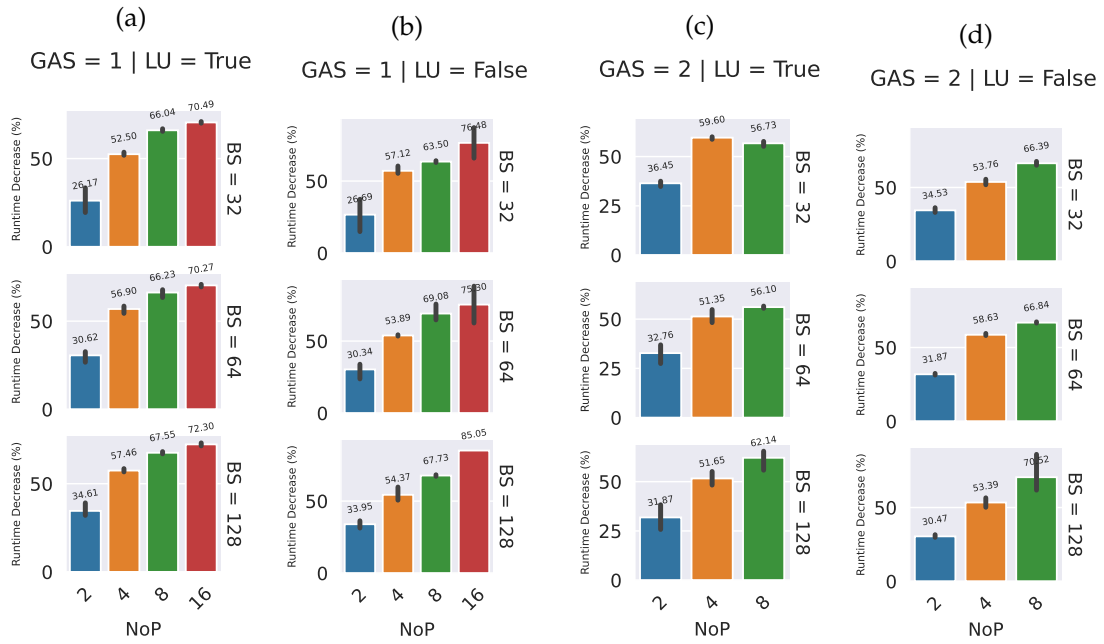 (a)
GAS = 1 | LU = True
Runtime Decrease (%)
50
0
26.17
52.50
66.04
70.49
BS = 32
Runtime Decrease (%)
50
0
30.62
56.90
66.23
70.27
BS = 64
Runtime Decrease (%)
50
0
34.61
57.46
67.55
72.30
BS = 128
2
4
8
16
NoP
(b)
GAS = 1 | LU = False
Runtime Decrease (%)
50
0
26.69
57.12
63.50
76.48
BS = 32
Runtime Decrease (%)
50
0
30.34
53.89
69.08
75.30
BS = 64
Runtime Decrease (%)
50
0
33.95
54.37
67.73
85.05
BS = 128
2
4
8
16
NoP
(c)
GAS = 2 | LU = True
Runtime Decrease (%)
50
25
0
36.45
59.60
56.73
BS = 32
Runtime Decrease (%)
50
25
0
32.76
51.35
56.10
BS = 64
Runtime Decrease (%)
50
25
0
31.87
51.65
62.14
BS = 128
2
4
8
NoP
(d)
GAS = 2 | LU = False
Runtime Decrease (%)
50
0
34.53
53.76
66.39
BS = 32
Runtime Decrease (%)
50
0
31.87
58.63
66.84
BS = 64
Runtime Decrease (%)
50
0
30.47
53.39
70.52
BS = 128
2
4
8
NoP